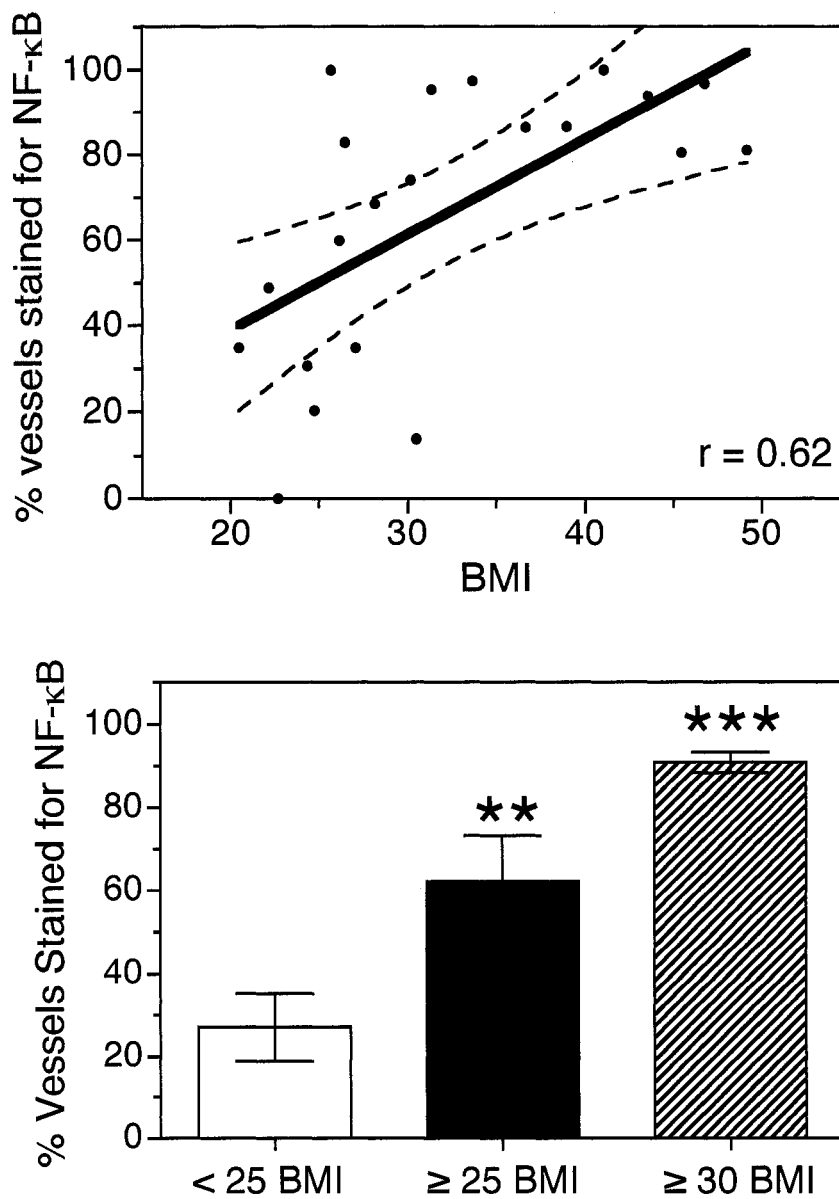 % vessels stained for NF-κB
100
80
60
40
20
0
r = 0.62
20 30 40 50
BMI
% Vessels Stained for NF-κB
100
80
60
40
20
0
** ***
< 25 BMI ≥ 25 BMI ≥ 30 BMI